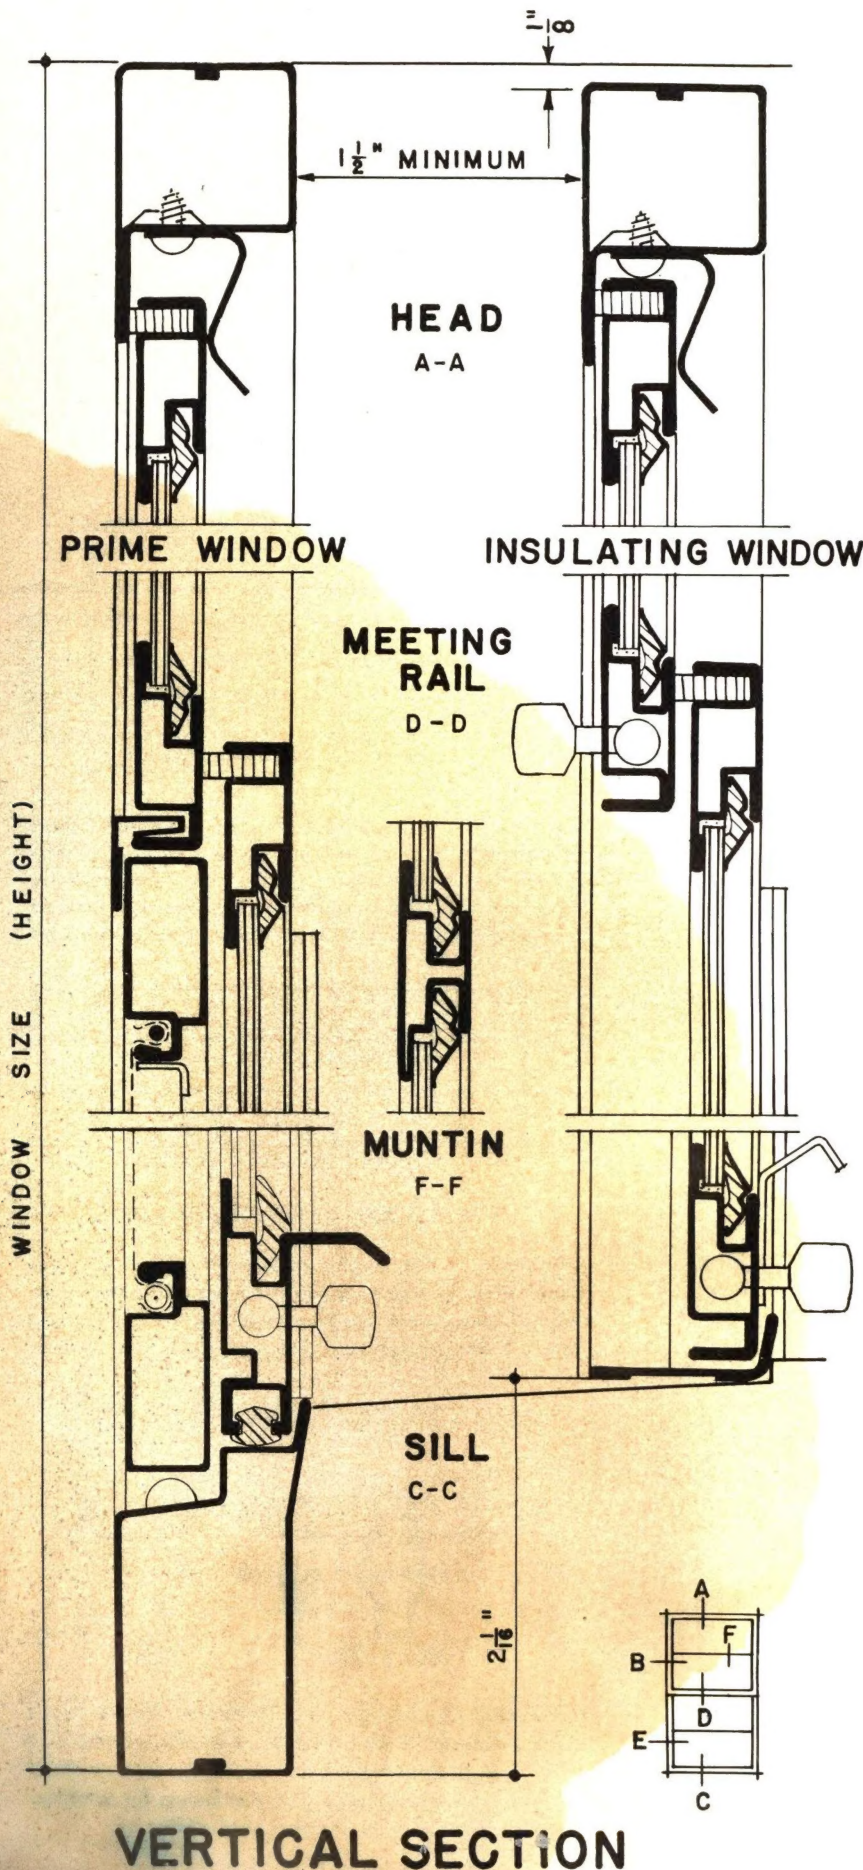 1/8"
1 1/2" MINIMUM
HEAD
A-A
PRIME WINDOW
INSULATING WINDOW
MEETING
RAIL
D-D
WINDOW SIZE (HEIGHT)
MUNTIN
F-F
SILL
C-C
2 1/16"
A
F
B
D
E
C
VERTICAL SECTION